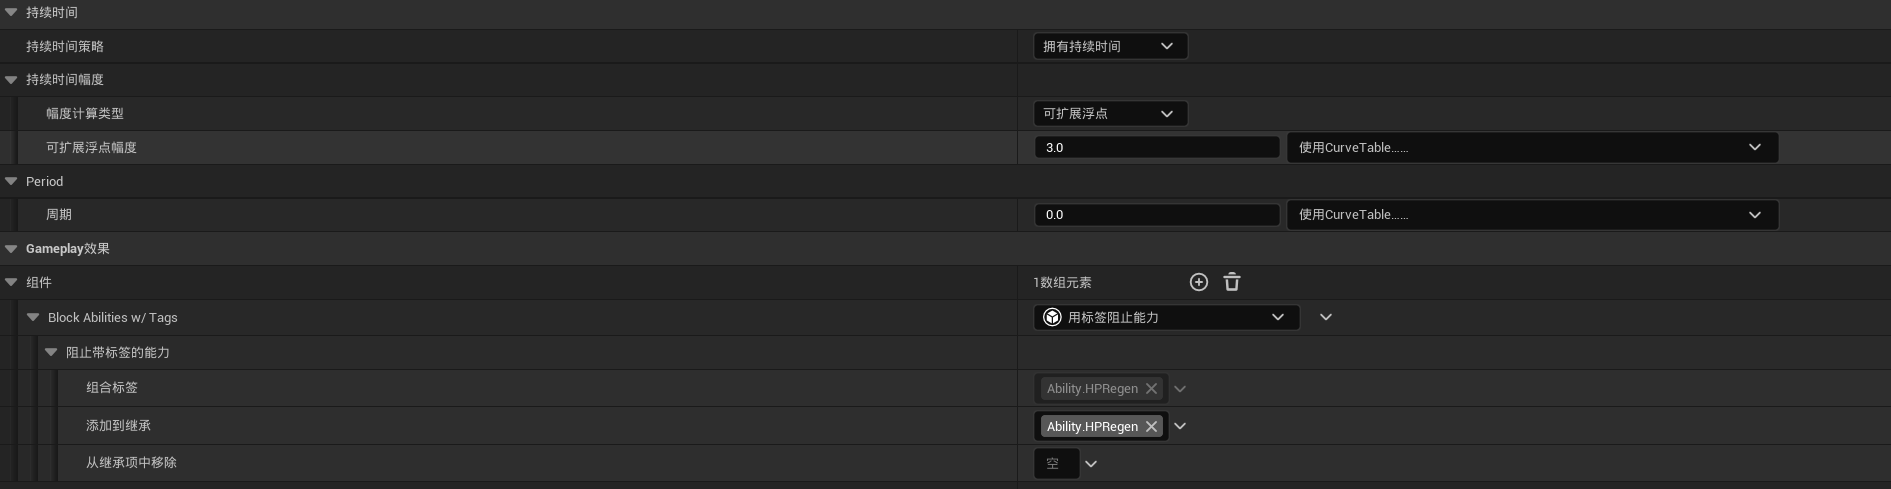 持续时间
持续时间策略 拥有持续时间
持续时间幅度
幅度计算类型 可扩展浮点
可扩展浮点幅度 3.0 使用CurveTable......
Period
周期 0.0 使用CurveTable......
Gameplay效果
组件 1数组元素
Block Abilities w/ Tags 用标签阻止能力
阻止带标签的能力
组合标签 Ability.HPRegen
添加到继承 Ability.HPRegen
从继承项中移除 空